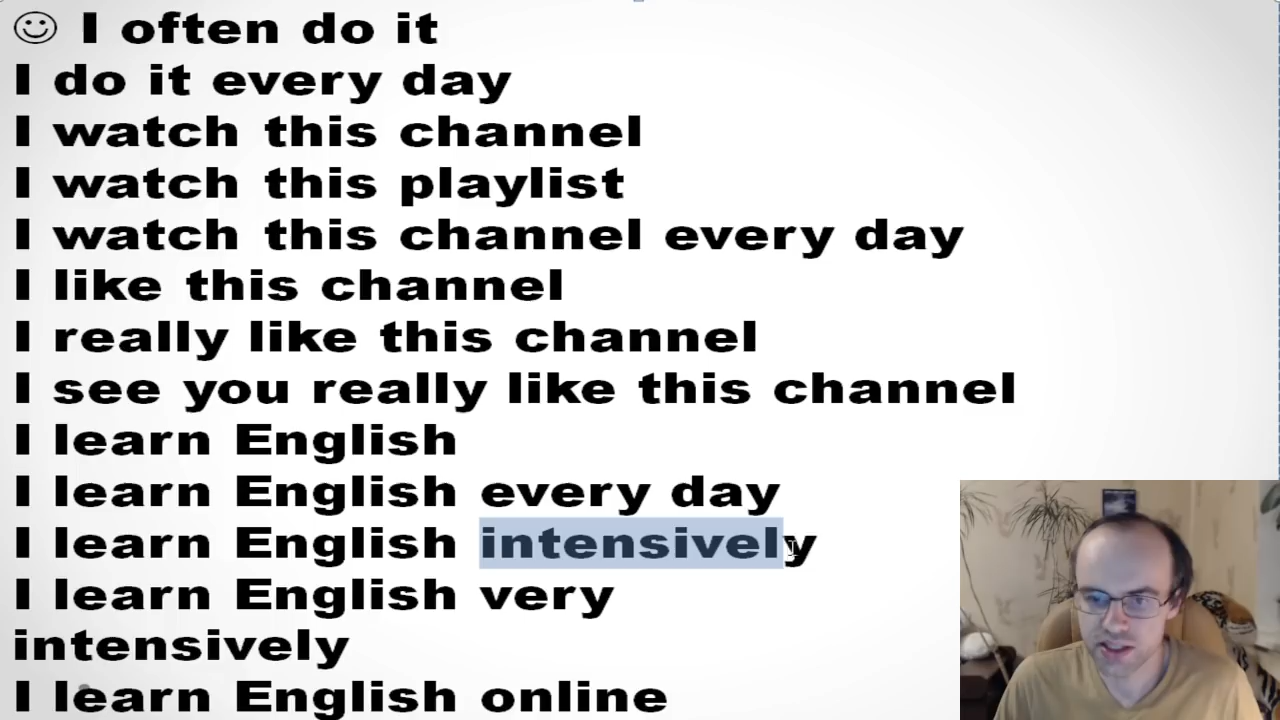 ☺ I often do it
I do it every day
I watch this channel
I watch this playlist
I watch this channel every day
I like this channel
I really like this channel
I see you really like this channel
I learn English
I learn English every day
I learn English intensively
I learn English very
intensively
I learn English online